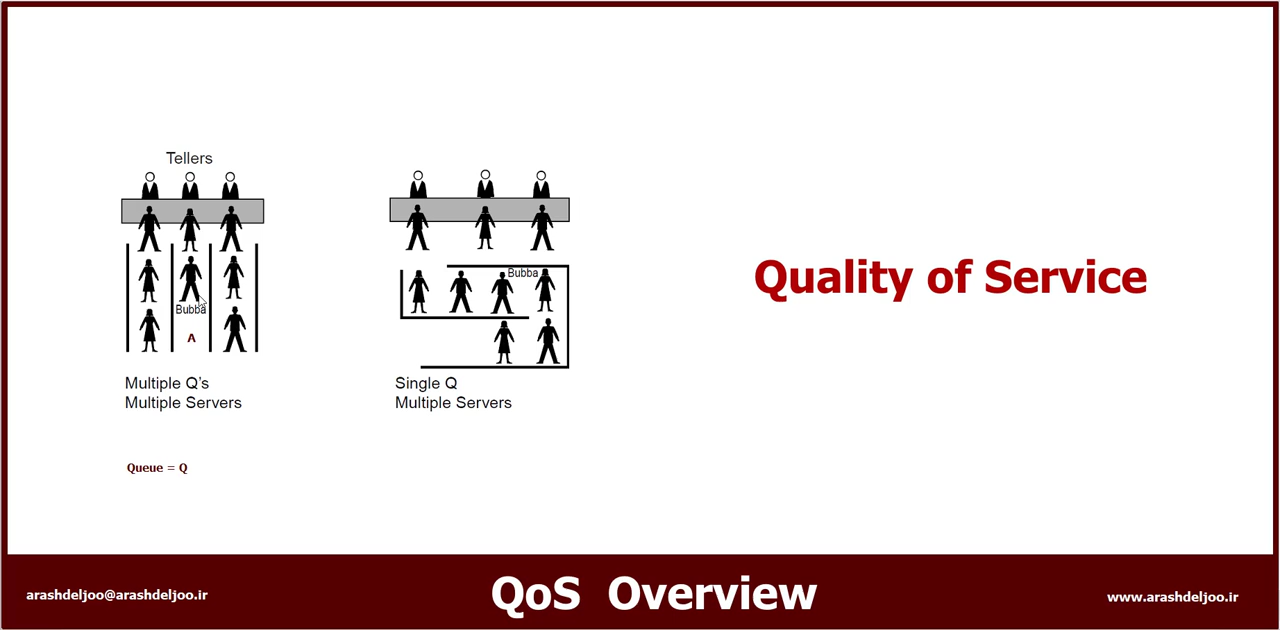 Tellers
Bubba
A
Multiple Q's
Multiple Servers
Bubba
Single Q
Multiple Servers
Queue = Q
Quality of Service
arashdeljoo@arashdeljoo.ir
QoS Overview
www.arashdeljoo.ir